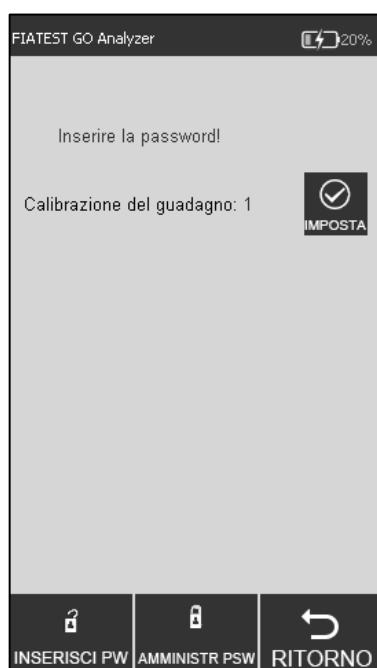 FIATEST GO Analyzer 20%
Inserire la password!
Calibrazione del guadagno: 1
IMPOSTA
INSERISCI PW AMMINISTR PSW RITORNO